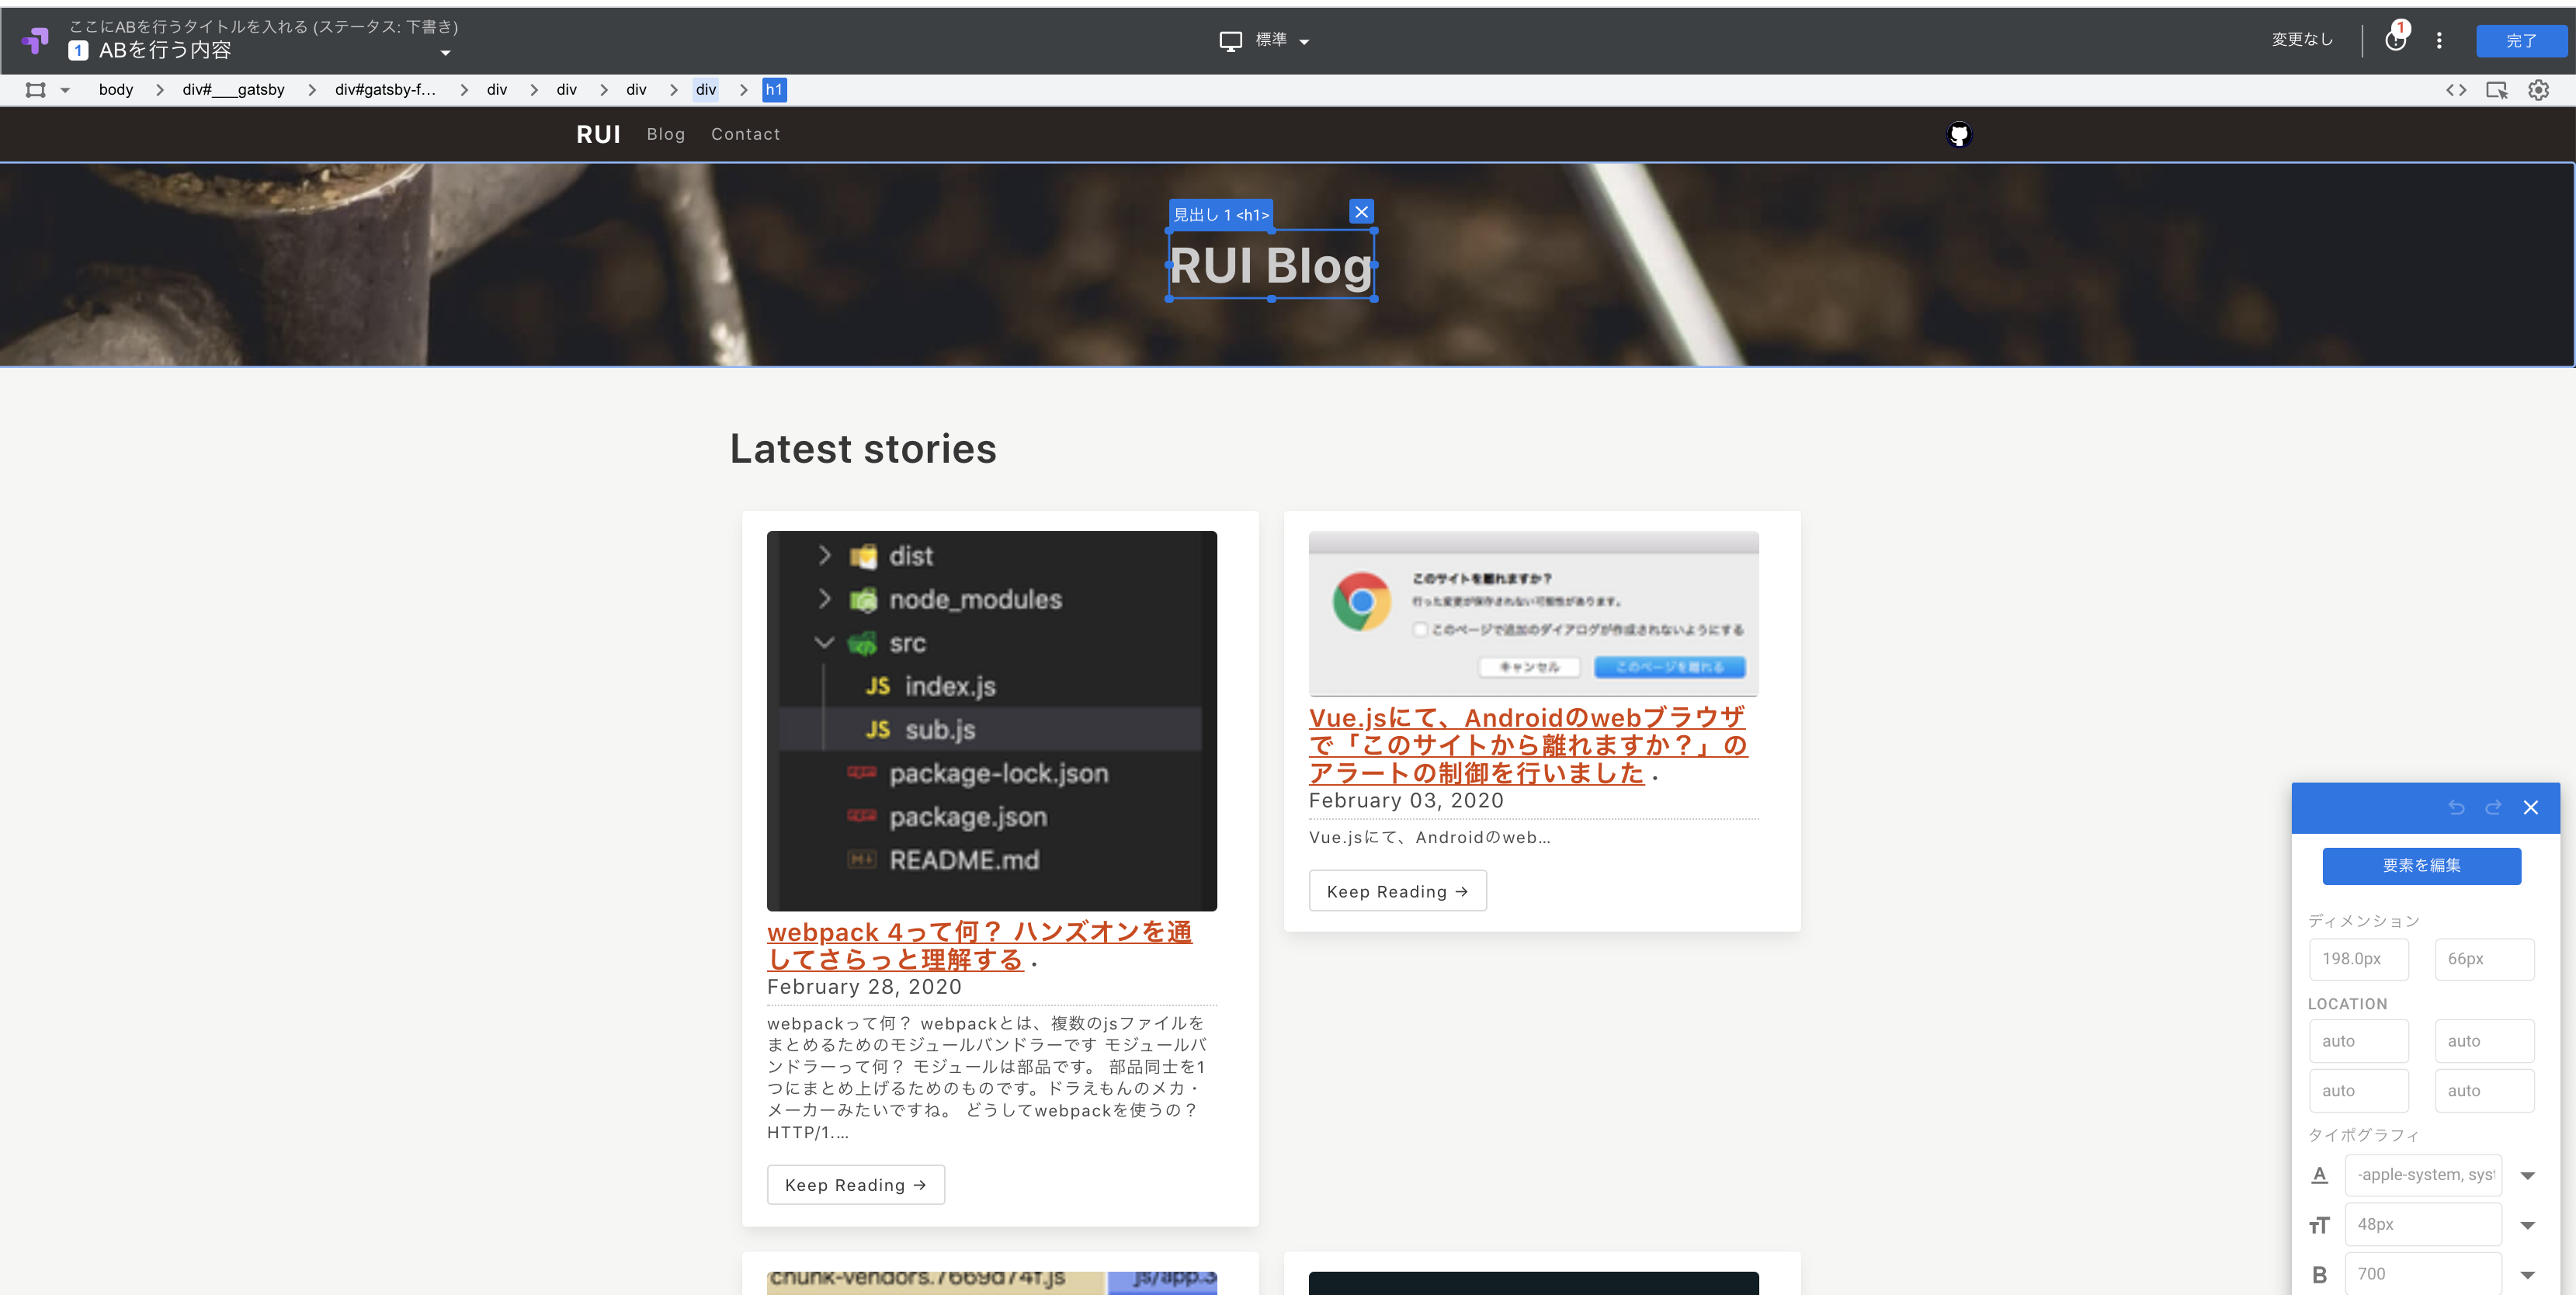 ここにABを行うタイトルを入れる (ステータス: 下書き)
1 ABを行う内容
標準
変更なし
1
完了
body
div#___gatsby
div#gatsby-f...
div
div
div
div
h1
RUI Blog Contact
見出し 1 <h1>
RUI Blog
Latest stories
dist
node_modules
src
JS index.js
JS sub.js
package-lock.json
package.json
README.md
webpack 4って何？ ハンズオンを通
してさらっと理解する ·
February 28, 2020
webpackって何？ webpackとは、複数のjsファイルを
まとめるためのモジュールバンドラーです モジュールバ
ンドラーって何？ モジュールは部品です。 部品同士を1
つにまとめ上げるためのものです。ドラえもんのメカ・
メーカーみたいですね。 どうしてwebpackを使うの？
HTTP/1.…
Keep Reading →
このサイトを離れますか？
行った変更が保存されない可能性があります。
このページで追加のダイアログが作成されないようにする
キャンセル
このページを離れる
Vue.jsにて、Androidのwebブラウザ
で「このサイトから離れますか？」の
アラートの制御を行いました ·
February 03, 2020
Vue.jsにて、Androidのweb…
Keep Reading →
chunk-vendors.7669d74f.js
js/app.3
要素を編集
ディメンション
198.0px
66px
LOCATION
auto
auto
auto
auto
タイポグラフィ
A -apple-system, syst
TT 48px
B 700